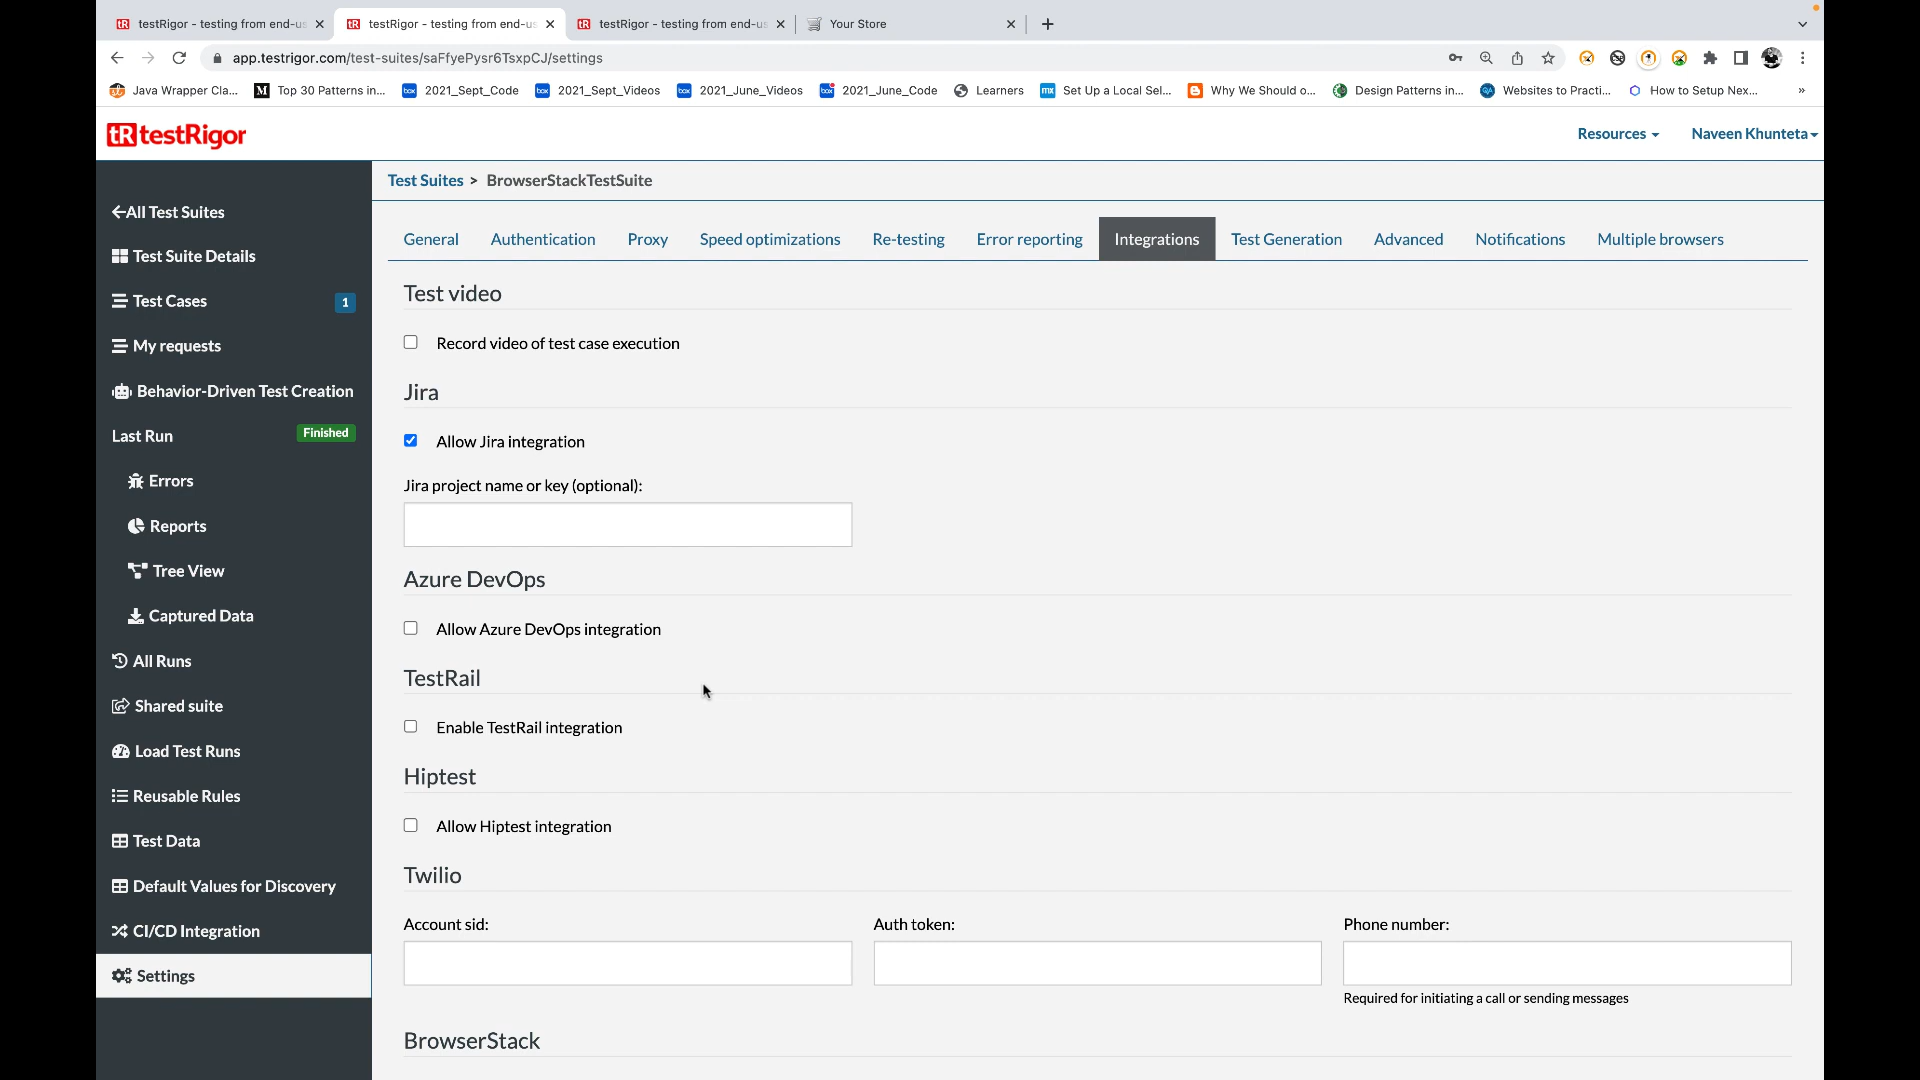 testRigor - testing from end-us
testRigor - testing from end-us
testRigor - testing from end-us
Your Store
app.testrigor.com/test-suites/saFfyePysr6TsxpCJ/settings
Java Wrapper Cla...
Top 30 Patterns in...
2021_Sept_Code
2021_Sept_Videos
2021_June_Videos
2021_June_Code
Learners
Set Up a Local Sel...
Why We Should o...
Design Patterns in...
Websites to Practi...
How to Setup Nex...
»
tR testRigor
Resources
Naveen Khunteta
All Test Suites
Test Suite Details
Test Cases 1
My requests
Behavior-Driven Test Creation
Last Run Finished
Errors
Reports
Tree View
Captured Data
All Runs
Shared suite
Load Test Runs
Reusable Rules
Test Data
Default Values for Discovery
CI/CD Integration
Settings
Test Suites > BrowserStackTestSuite
General Authentication Proxy Speed optimizations Re-testing Error reporting Integrations Test Generation Advanced Notifications Multiple browsers
Test video
Record video of test case execution
Jira
Allow Jira integration
Jira project name or key (optional):
Azure DevOps
Allow Azure DevOps integration
TestRail
Enable TestRail integration
Hiptest
Allow Hiptest integration
Twilio
Account sid: Auth token: Phone number:
Required for initiating a call or sending messages
BrowserStack